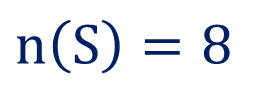 n(S) = 8